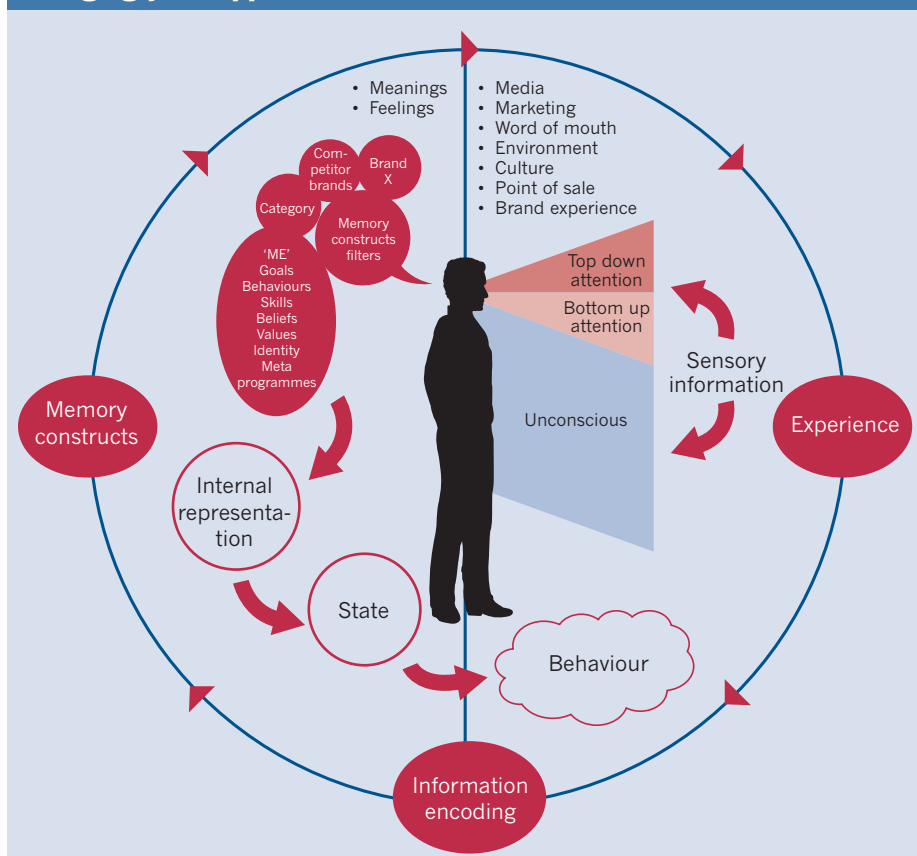 • Meanings
• Feelings
• Media
• Marketing
• Word of mouth
• Environment
• Culture
• Point of sale
• Brand experience
Com-
petitor
brands
Brand
X
Category
Memory
constructs
filters
'ME'
Goals
Behaviours
Skills
Beliefs
Values
Identity
Meta
programmes
Top down
attention
Bottom up
attention
Unconscious
Sensory
information
Memory
constructs
Experience
Internal
representa-
tion
State
Behaviour
Information
encoding